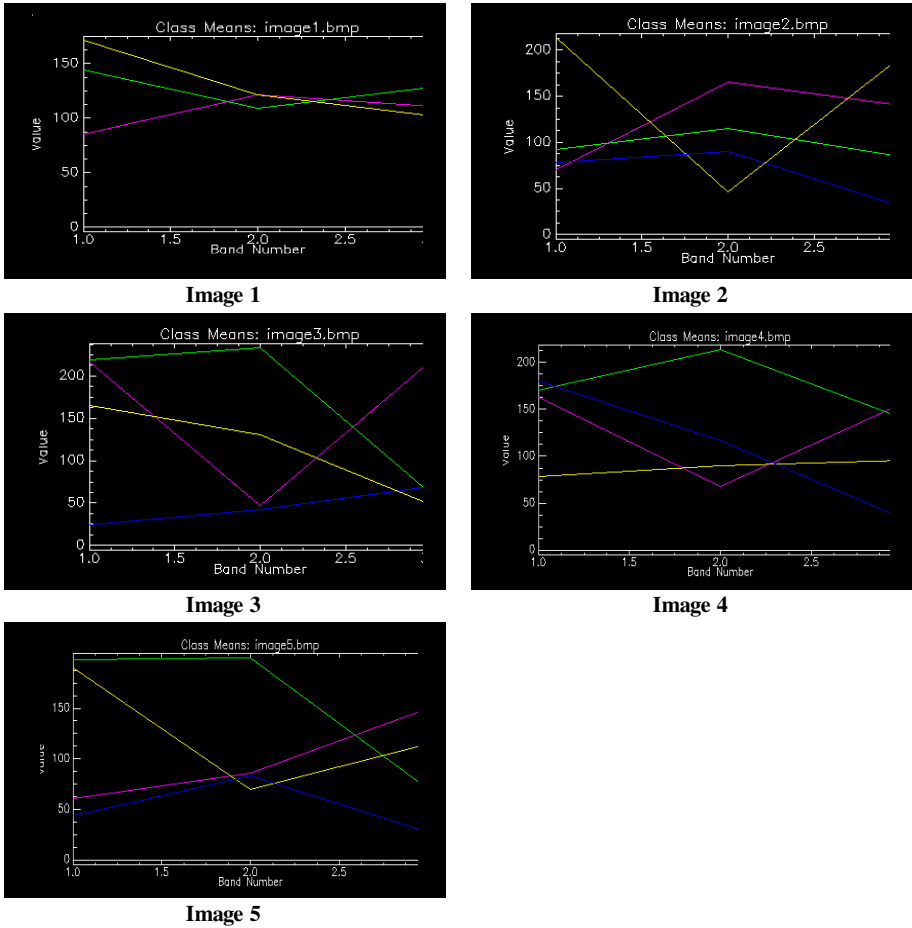 Class Means: image1.bmp
150
100
50
0
Value
1.0 1.5 2.0 2.5
Band Number
Image 1
Class Means: image2.bmp
200
150
100
50
0
Value
1.0 1.5 2.0 2.5
Band Number
Image 2
Class Means: image3.bmp
200
150
100
50
0
Value
1.0 1.5 2.0 2.5
Band Number
Image 3
Class Means: image4.bmp
200
150
100
50
0
Value
1.0 1.5 2.0 2.5
Band Number
Image 4
Class Means: image5.bmp
150
100
50
0
Value
1.0 1.5 2.0 2.5
Band Number
Image 5